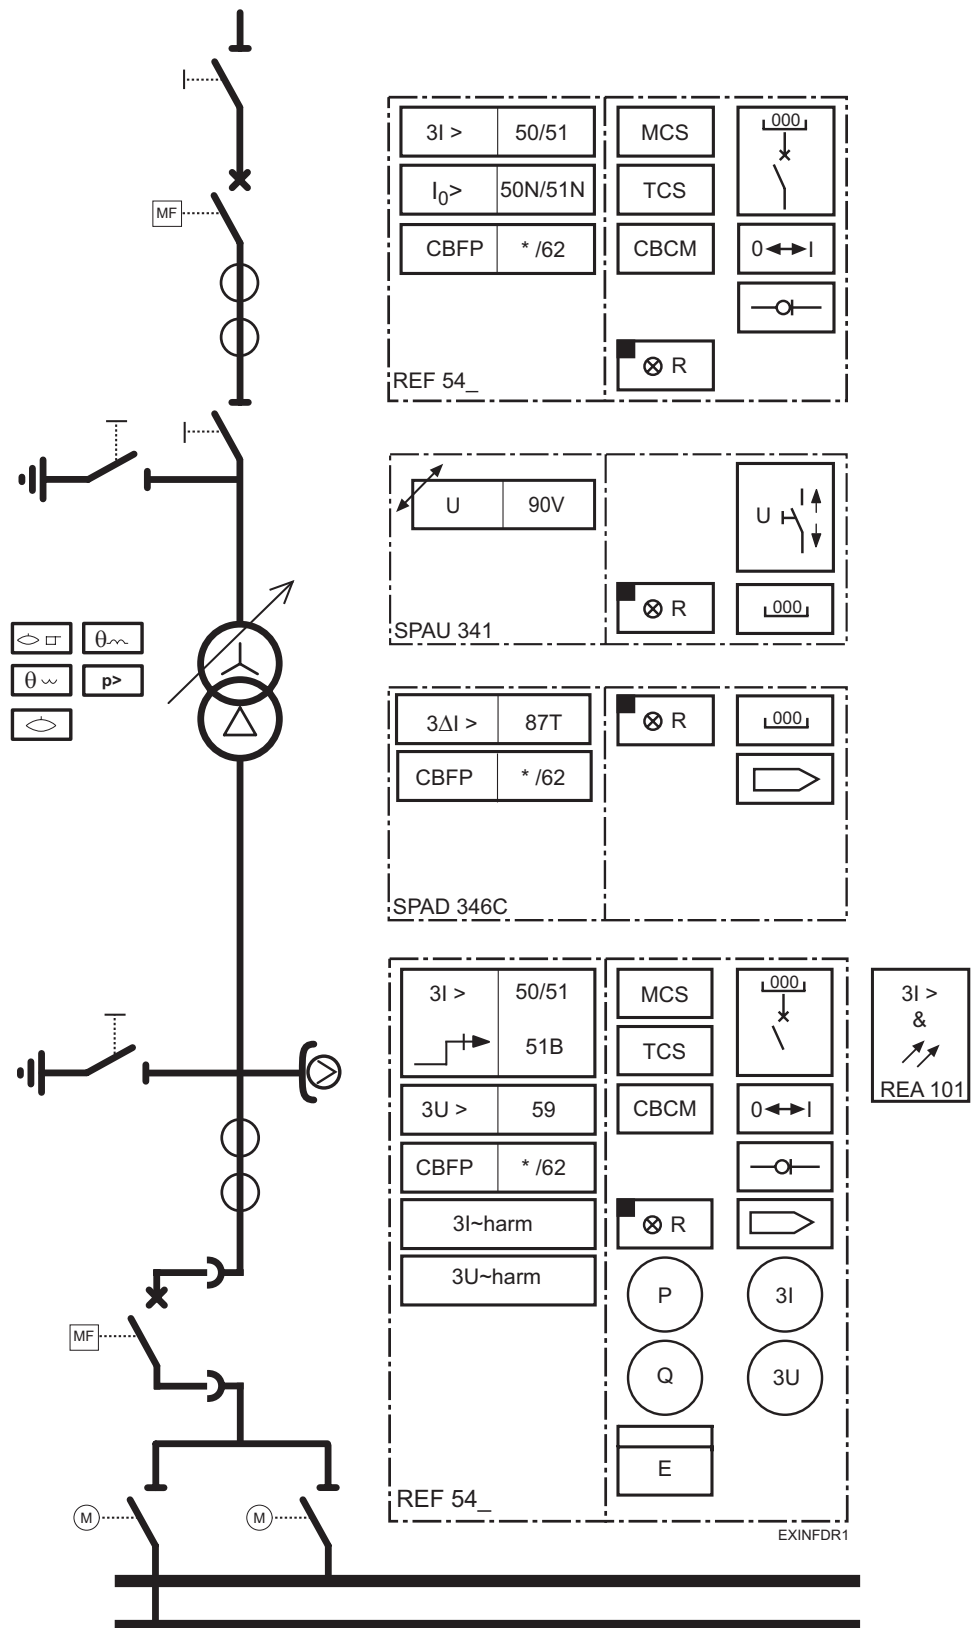 MF
3I > 50/51
I0> 50N/51N
CBFP * /62
MCS
TCS
CBCM
000
0 I
R
REF 54_
U 90V
I
U
R
000
SPAU 341
θ
θ
p>
3ΔI > 87T
CBFP * /62
R
000
SPAD 346C
3I > 50/51
51B
3U > 59
CBFP * /62
3I~harm
3U~harm
MCS
TCS
CBCM
000
0 I
R
P
3I
Q
3U
E
REF 54_
3I >
&
REA 101
MF
M
M
EXINFDR1